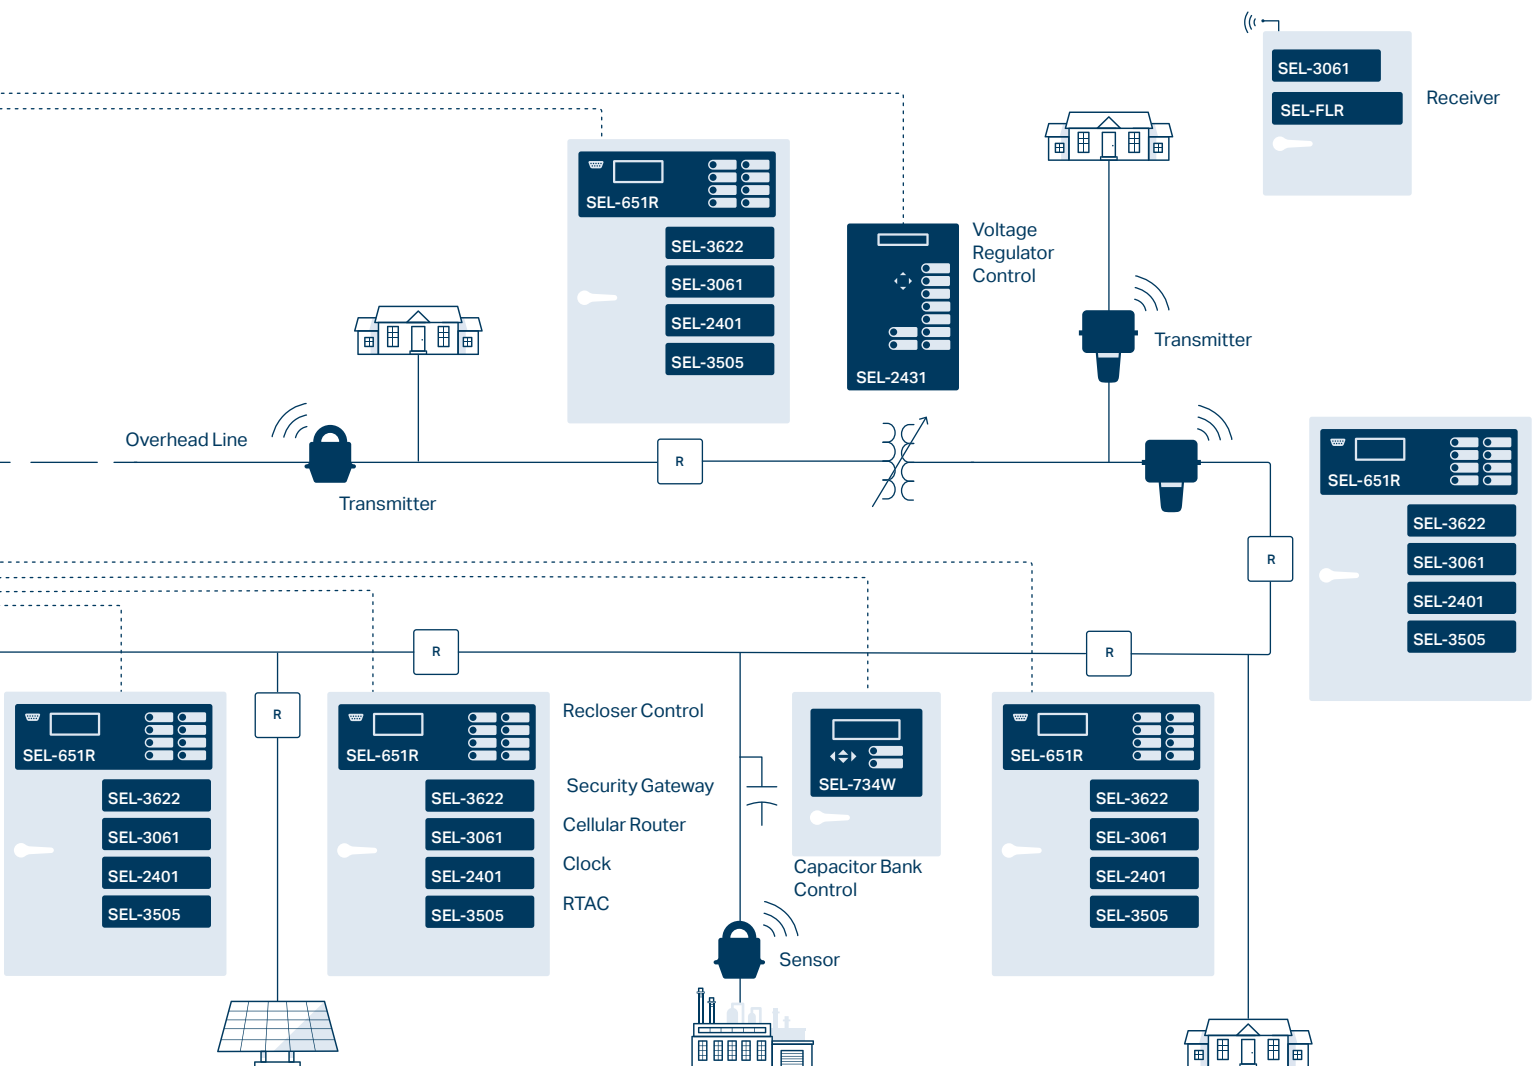 SEL-3061
SEL-FLR
Receiver
SEL-651R
SEL-3622
SEL-3061
SEL-2401
SEL-3505
Voltage
Regulator
Control
SEL-2431
Transmitter
Overhead Line
Transmitter
R
SEL-651R
SEL-3622
SEL-3061
SEL-2401
SEL-3505
R
R
R
R
SEL-651R
SEL-3622
SEL-3061
SEL-2401
SEL-3505
SEL-651R
SEL-3622
SEL-3061
SEL-2401
SEL-3505
Recloser Control
Security Gateway
Cellular Router
Clock
RTAC
SEL-734W
Capacitor Bank
Control
Sensor
SEL-651R
SEL-3622
SEL-3061
SEL-2401
SEL-3505